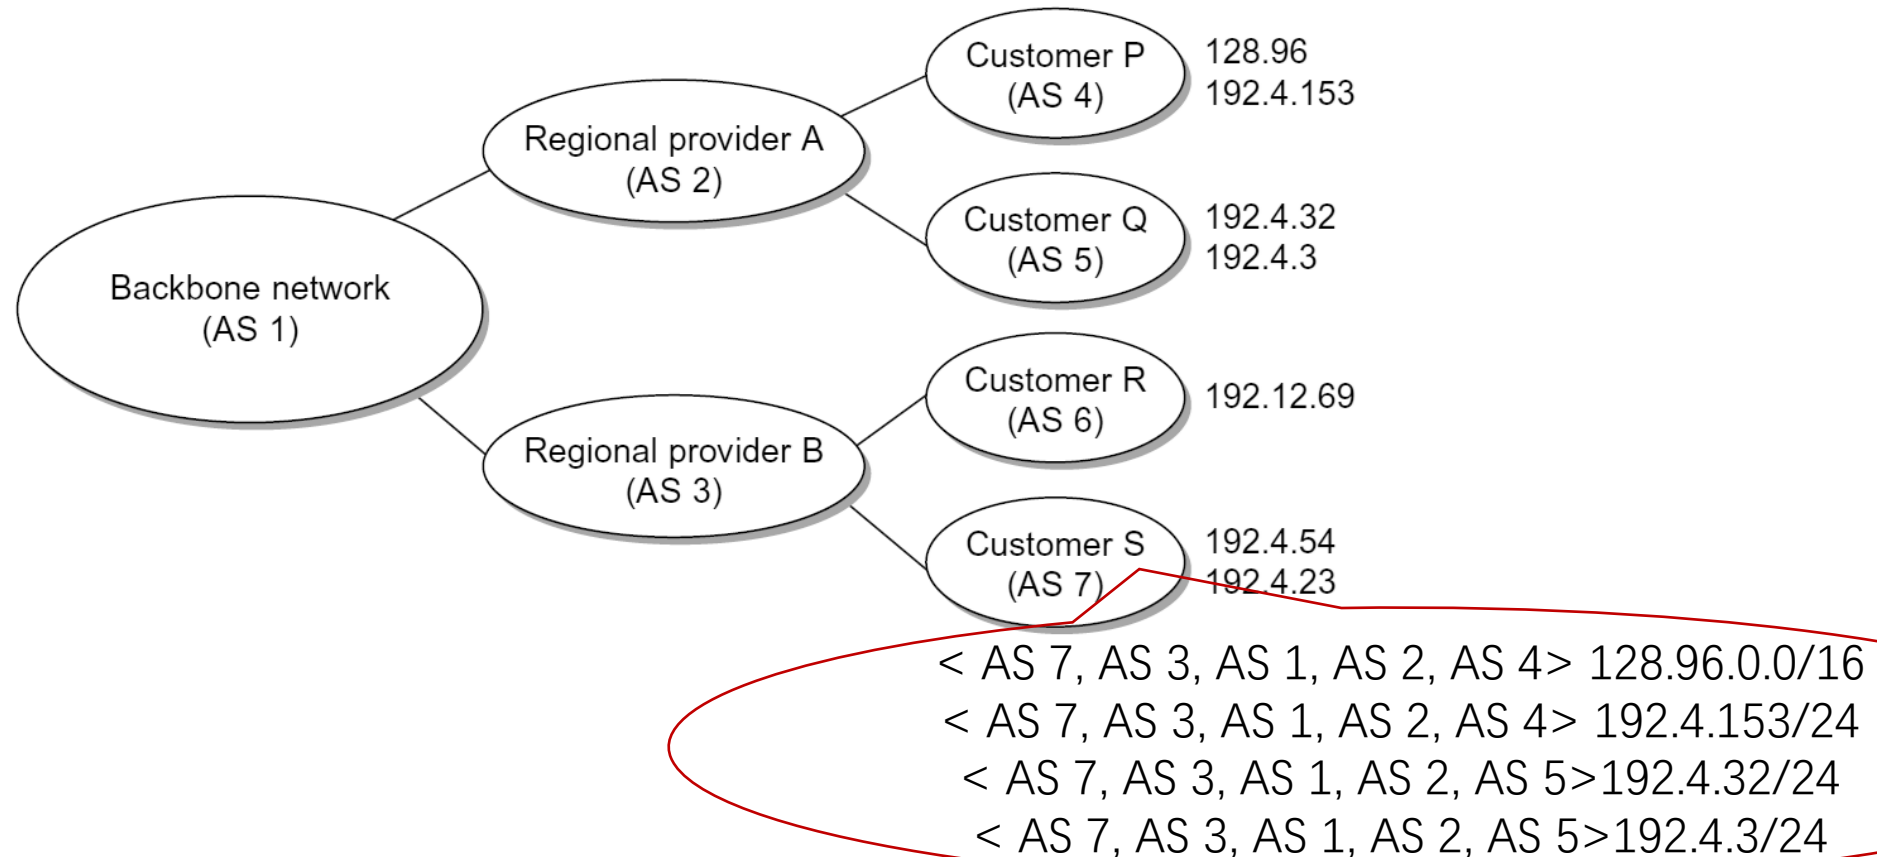 Customer P
(AS 4)
128.96
192.4.153
Regional provider A
(AS 2)
Customer Q
(AS 5)
192.4.32
192.4.3
Backbone network
(AS 1)
Customer R
(AS 6)
192.12.69
Regional provider B
(AS 3)
Customer S
(AS 7)
192.4.54
192.4.23
< AS 7, AS 3, AS 1, AS 2, AS 4> 128.96.0.0/16
< AS 7, AS 3, AS 1, AS 2, AS 4> 192.4.153/24
< AS 7, AS 3, AS 1, AS 2, AS 5>192.4.32/24
< AS 7, AS 3, AS 1, AS 2, AS 5>192.4.3/24